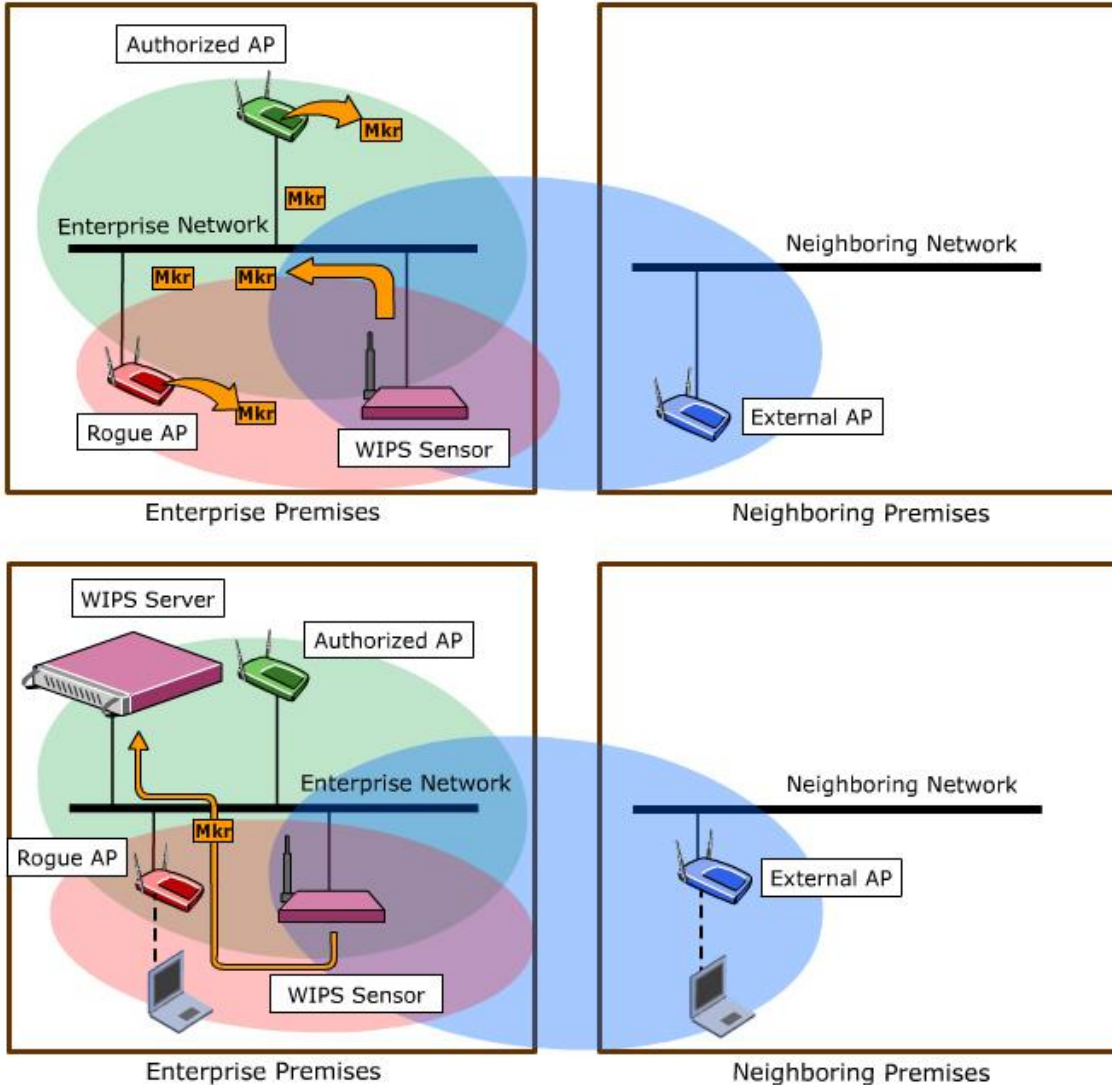 Authorized AP
Mkr
Mkr
Enterprise Network
Neighboring Network
Mkr
Mkr
Mkr
Rogue AP
WIPS Sensor
External AP
Enterprise Premises
Neighboring Premises
WIPS Server
Authorized AP
Enterprise Network
Neighboring Network
Mkr
Rogue AP
External AP
WIPS Sensor
Enterprise Premises
Neighboring Premises